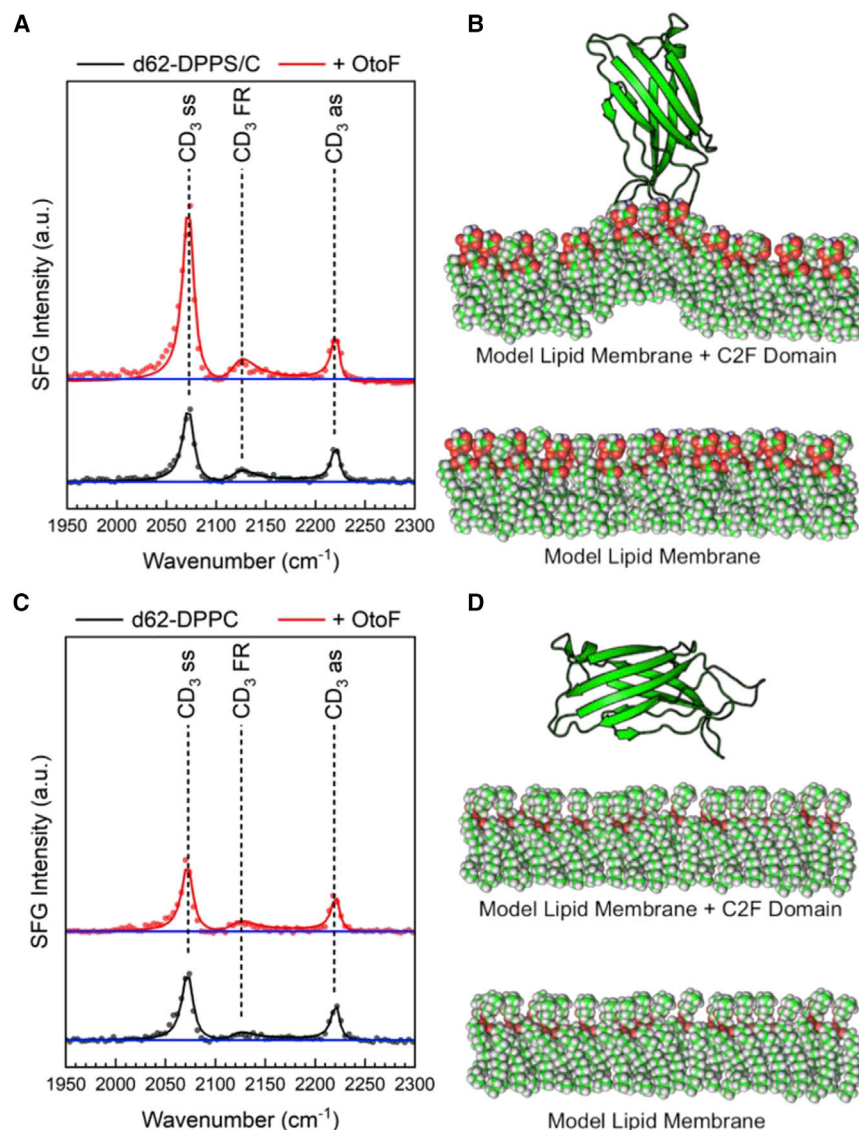 A
B
d62-DPPS/C + OtoF
CD3 ss
CD3 FR
CD3 as
SFG Intensity (a.u.)
1950 2000 2050 2100 2150 2200 2250 2300
Wavenumber (cm⁻¹)
Model Lipid Membrane + C2F Domain
Model Lipid Membrane
C
D
d62-DPPC + OtoF
CD3 ss
CD3 FR
CD3 as
SFG Intensity (a.u.)
1950 2000 2050 2100 2150 2200 2250 2300
Wavenumber (cm⁻¹)
Model Lipid Membrane + C2F Domain
Model Lipid Membrane